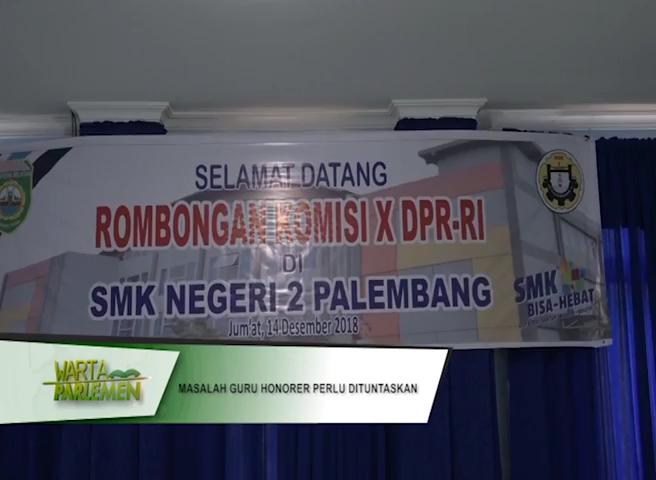 SELAMAT DATANG
ROMBONGAN KOMISI X DPR-RI
DI
SMK NEGERI 2 PALEMBANG
Jum'at, 14 Desember 2018
SMK
BISA-HEBAT
WARTA
PARLEMEN
MASALAH GURU HONORER PERLU DITUNTASKAN